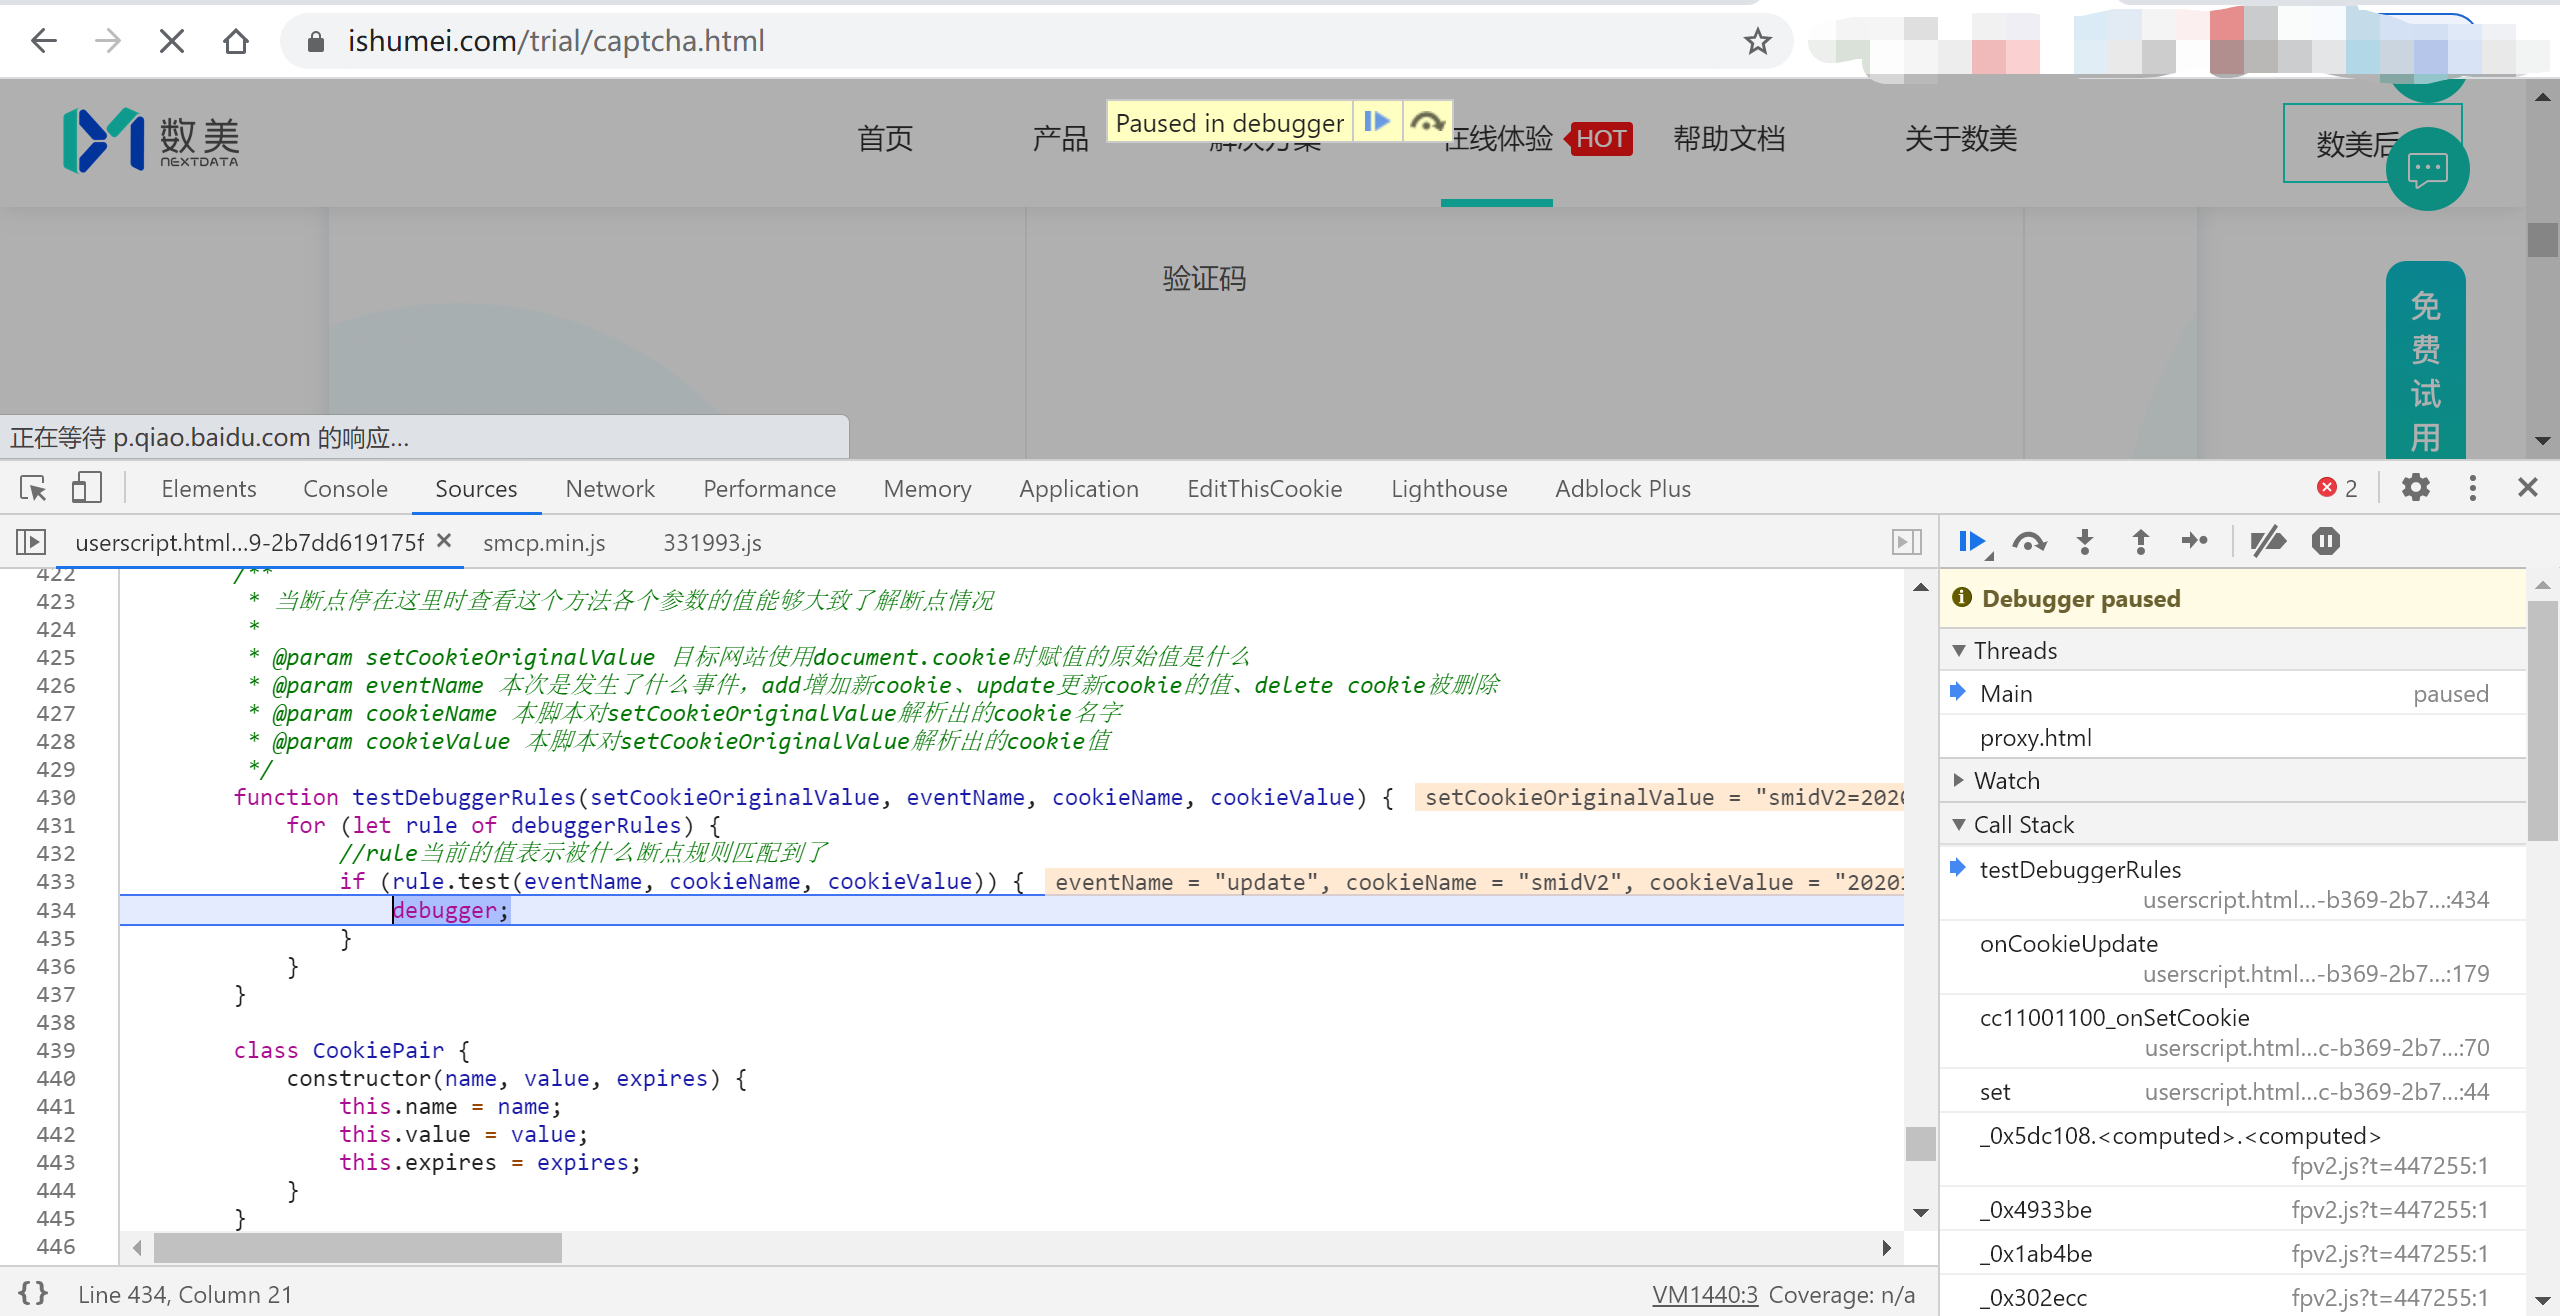 ishumei.com/trial/captcha.html
数美
NEXTDATA
首页
产品
Paused in debugger
在线体验
HOT
帮助文档
关于数美
数美后
验证码
免
费
试
用
正在等待 p.qiao.baidu.com 的响应...
Elements Console Sources Network Performance Memory Application EditThisCookie Lighthouse Adblock Plus 2
userscript.html...9-2b7dd619175f smcp.min.js 331993.js
422 /**
423 * 当断点停在这里时查看这个方法各个参数的值能够大致了解断点情况
424 *
425 * @param setCookieOriginalValue 目标网站使用document.cookie时赋值的原始值是什么
426 * @param eventName 本次是发生了什么事件，add增加新cookie、update更新cookie的值、delete cookie被删除
427 * @param cookieName 本脚本对setCookieOriginalValue解析出的cookie名字
428 * @param cookieValue 本脚本对setCookieOriginalValue解析出的cookie值
429 */
430 function testDebuggerRules(setCookieOriginalValue, eventName, cookieName, cookieValue) { setCookieOriginalValue = "smidV2=202
431 for (let rule of debuggerRules) {
432 //rule当前的值表示被什么断点规则匹配到了
433 if (rule.test(eventName, cookieName, cookieValue)) { eventName = "update", cookieName = "smidV2", cookieValue = "2020
434 debugger;
435 }
436 }
437 }
438
439 class CookiePair {
440 constructor(name, value, expires) {
441 this.name = name;
442 this.value = value;
443 this.expires = expires;
444 }
445 }
446
{} Line 434, Column 21 VM1440:3 Coverage: n/a
Debugger paused
Threads
Main paused
proxy.html
Watch
Call Stack
testDebuggerRules
userscript.html...-b369-2b7...:434
onCookieUpdate
userscript.html...-b369-2b7...:179
cc11001100_onSetCookie
userscript.html...c-b369-2b7...:70
set userscript.html...c-b369-2b7...:44
_0x5dc108.<computed>.<computed>
fpv2.js?t=447255:1
_0x4933be fpv2.js?t=447255:1
_0x1ab4be fpv2.js?t=447255:1
_0x302ecc fpv2.js?t=447255:1